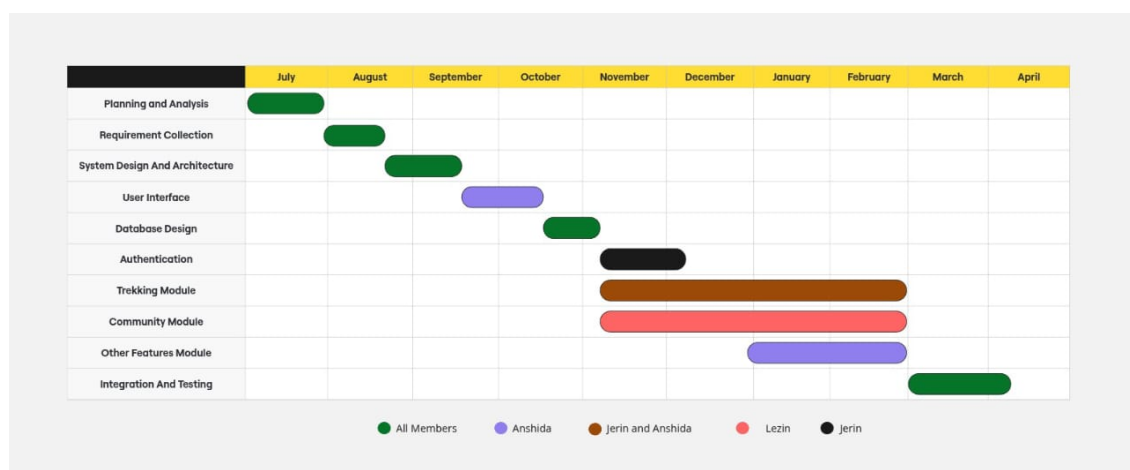 July August September October November December January February March April
Planning and Analysis
Requirement Collection
System Design And Architecture
User Interface
Database Design
Authentication
Trekking Module
Community Module
Other Features Module
Integration And Testing
All Members Anshida Jerin and Anshida Lezin Jerin